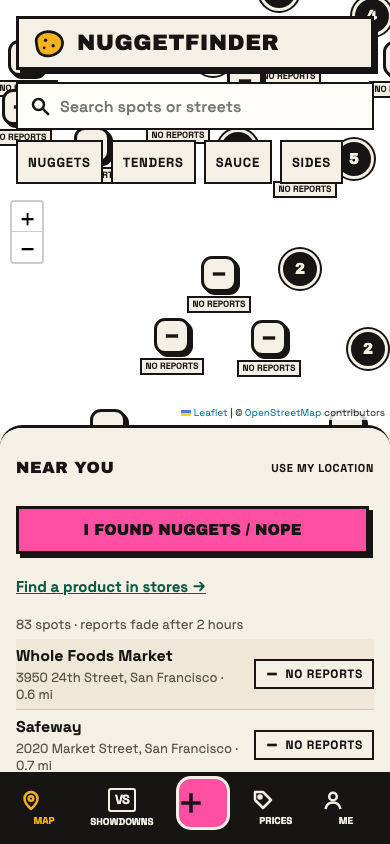 NUGGETFINDER
NO REPORTS
Search spots or streets
NO REPORTS
NO REPORTS
NUGGETS
TENDERS
SAUCE
SIDES
5
NO REPORTS
+
−
2
NO REPORTS
NO REPORTS
NO REPORTS
2
Leaflet | © OpenStreetMap contributors
NEAR YOU
USE MY LOCATION
I FOUND NUGGETS / NOPE
Find a product in stores →
83 spots · reports fade after 2 hours
Whole Foods Market
3950 24th Street, San Francisco ·
0.6 mi
— NO REPORTS
Safeway
2020 Market Street, San Francisco ·
0.7 mi
— NO REPORTS
MAP
VS
SHOWDOWNS
+
PRICES
ME